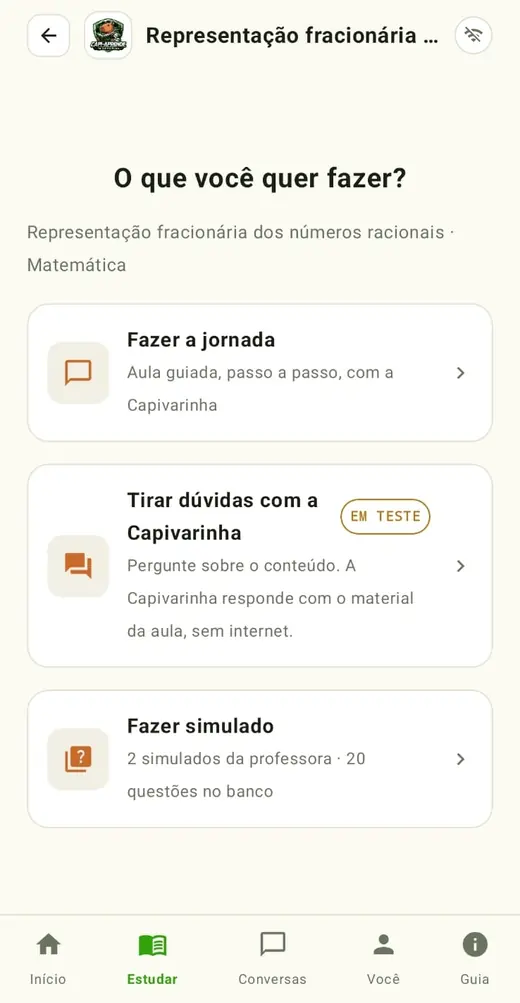 Representação fracionária ...
O que você quer fazer?
Representação fracionária dos números racionais ·
Matemática
Fazer a jornada
Aula guiada, passo a passo, com a
Capivarinha
Tirar dúvidas com a
Capivarinha
EM TESTE
Pergunte sobre o conteúdo. A
Capivarinha responde com o material
da aula, sem internet.
Fazer simulado
2 simulados da professora · 20
questões no banco
Início
Estudar
Conversas
Você
Guia